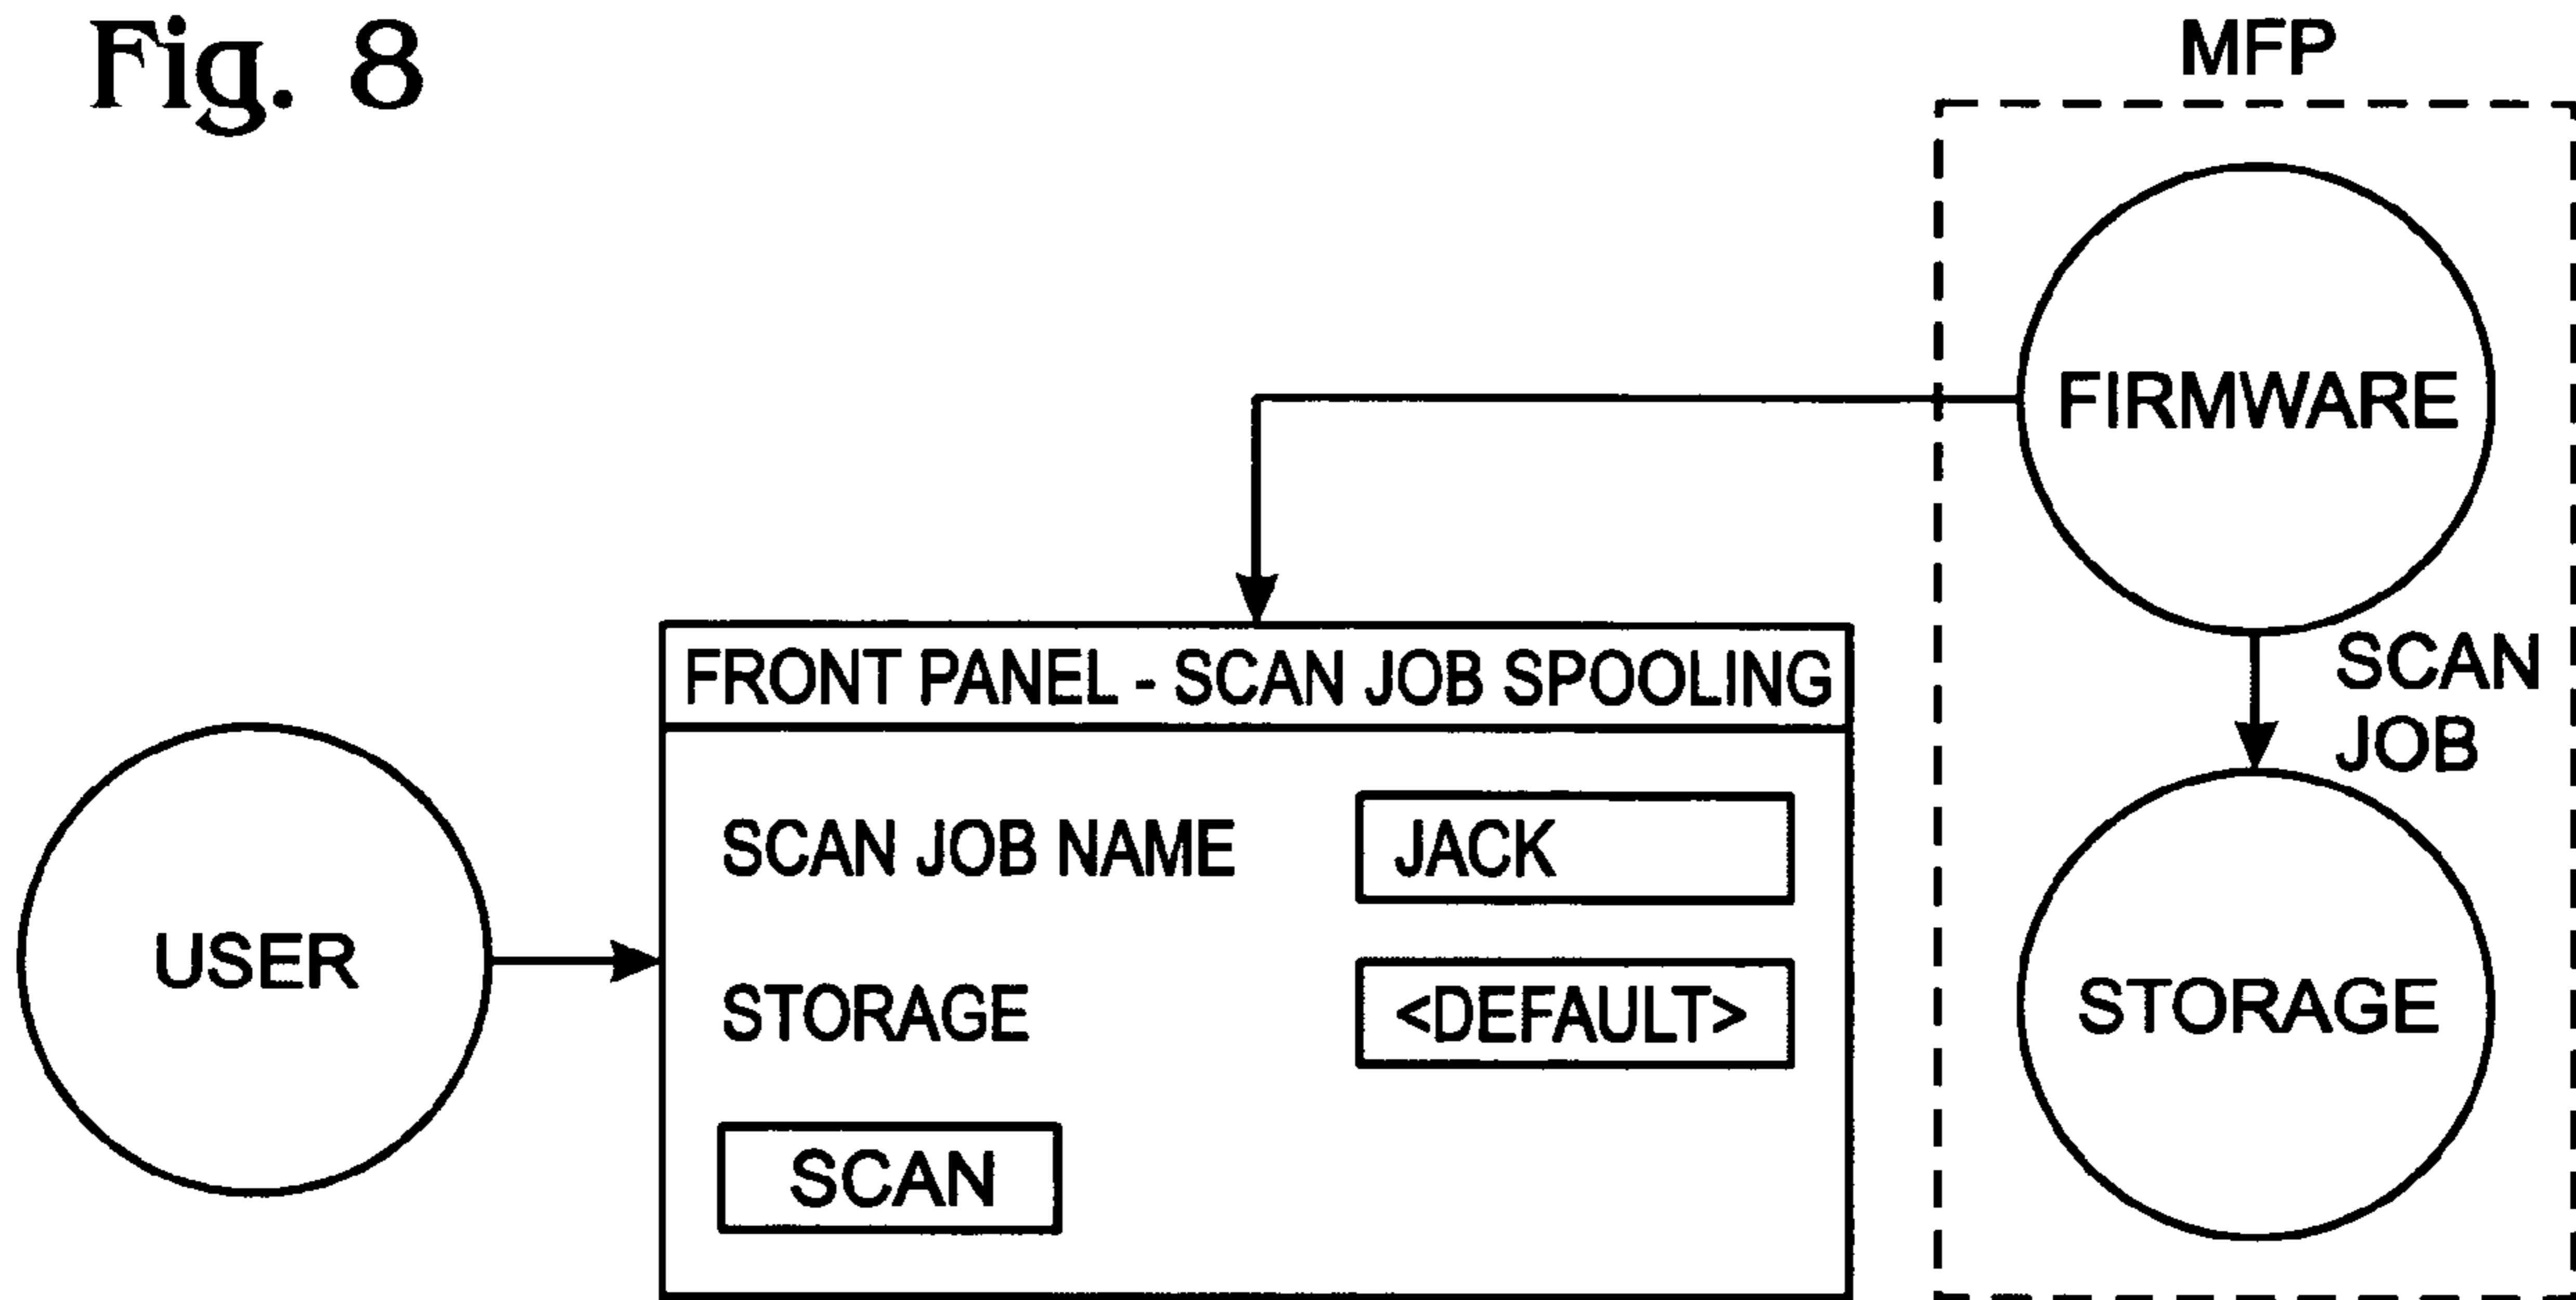 Fig. 8
MFP
FIRMWARE
SCAN
JOB
STORAGE
FRONT PANEL - SCAN JOB SPOOLING
SCAN JOB NAME JACK
STORAGE <DEFAULT>
SCAN
USER